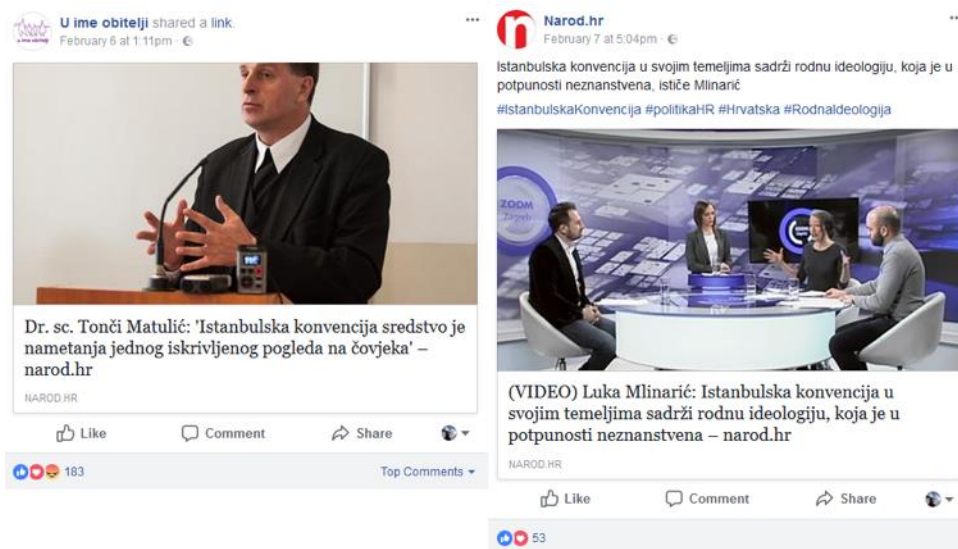 U ime obitelji shared a link.
February 6 at 1:11pm
Dr. sc. Tonči Matulić: 'Istanbulska konvencija sredstvo je
nametanja jednog iskrivljenog pogleda na čovjeka' –
narod.hr
NAROD.HR
Like Comment Share
183 Top Comments
Narod.hr
February 7 at 5:04pm
Istanbulska konvencija u svojim temeljima sadrži rodnu ideologiju, koja je u
potpunosti neznanstvena, ističe Mlinarić
#IstanbulskaKonvencija #politikaHR #Hrvatska #RodnaIdeologija
ZOOM
Zagreb
(VIDEO) Luka Mlinarić: Istanbulska konvencija u
svojim temeljima sadrži rodnu ideologiju, koja je u
potpunosti neznanstvena – narod.hr
NAROD.HR
Like Comment Share
53